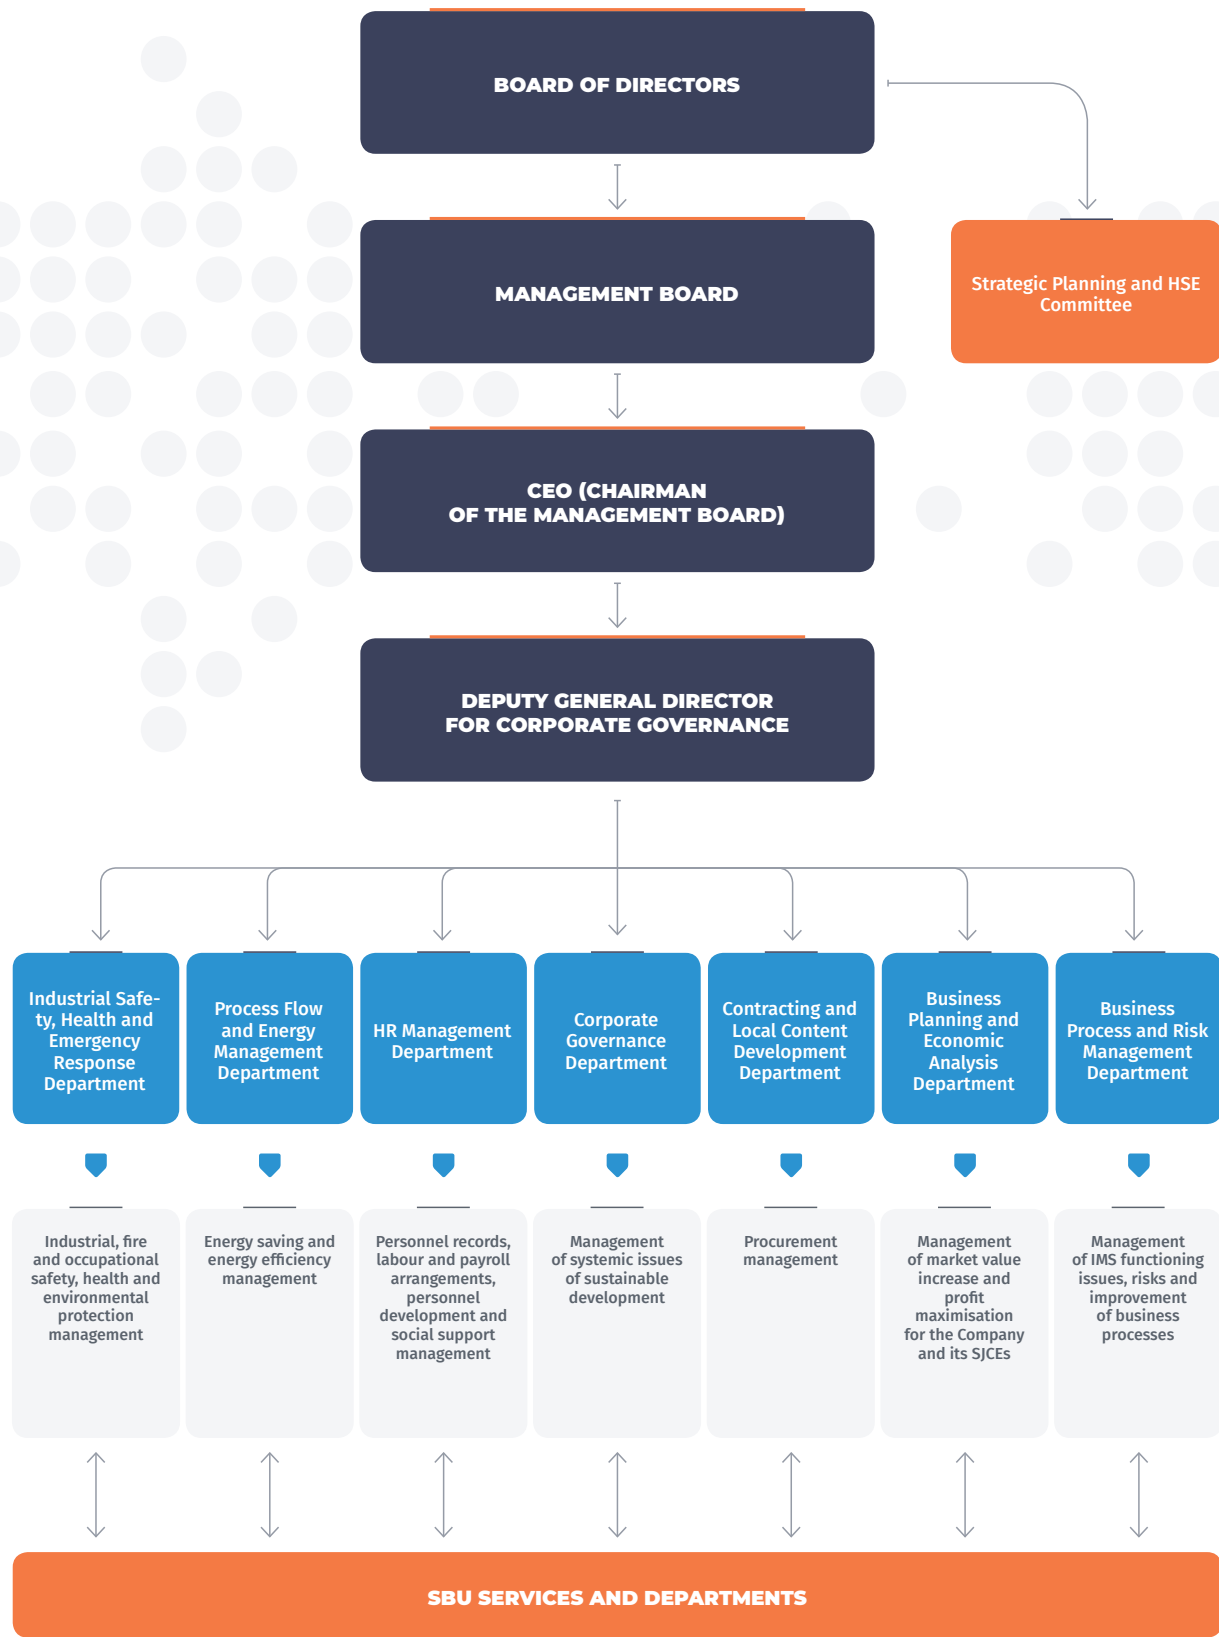 BOARD OF DIRECTORS
MANAGEMENT BOARD
Strategic Planning and HSE
Committee
CEO (CHAIRMAN
OF THE MANAGEMENT BOARD)
DEPUTY GENERAL DIRECTOR
FOR CORPORATE GOVERNANCE
Industrial Safe-
ty, Health and
Emergency
Response
Department
Process Flow
and Energy
Management
Department
HR Management
Department
Corporate
Governance
Department
Contracting and
Local Content
Development
Department
Business
Planning and
Economic
Analysis
Department
Business
Process and Risk
Management
Department
Industrial, fire
and occupational
safety, health and
environmental
protection
management
Energy saving and
energy efficiency
management
Personnel records,
labour and payroll
arrangements,
personnel
development and
social support
management
Management
of systemic issues
of sustainable
development
Procurement
management
Management
of market value
increase and
profit
maximisation
for the Company
and its SJCEs
Management
of IMS functioning
issues, risks and
improvement
of business
processes
SBU SERVICES AND DEPARTMENTS